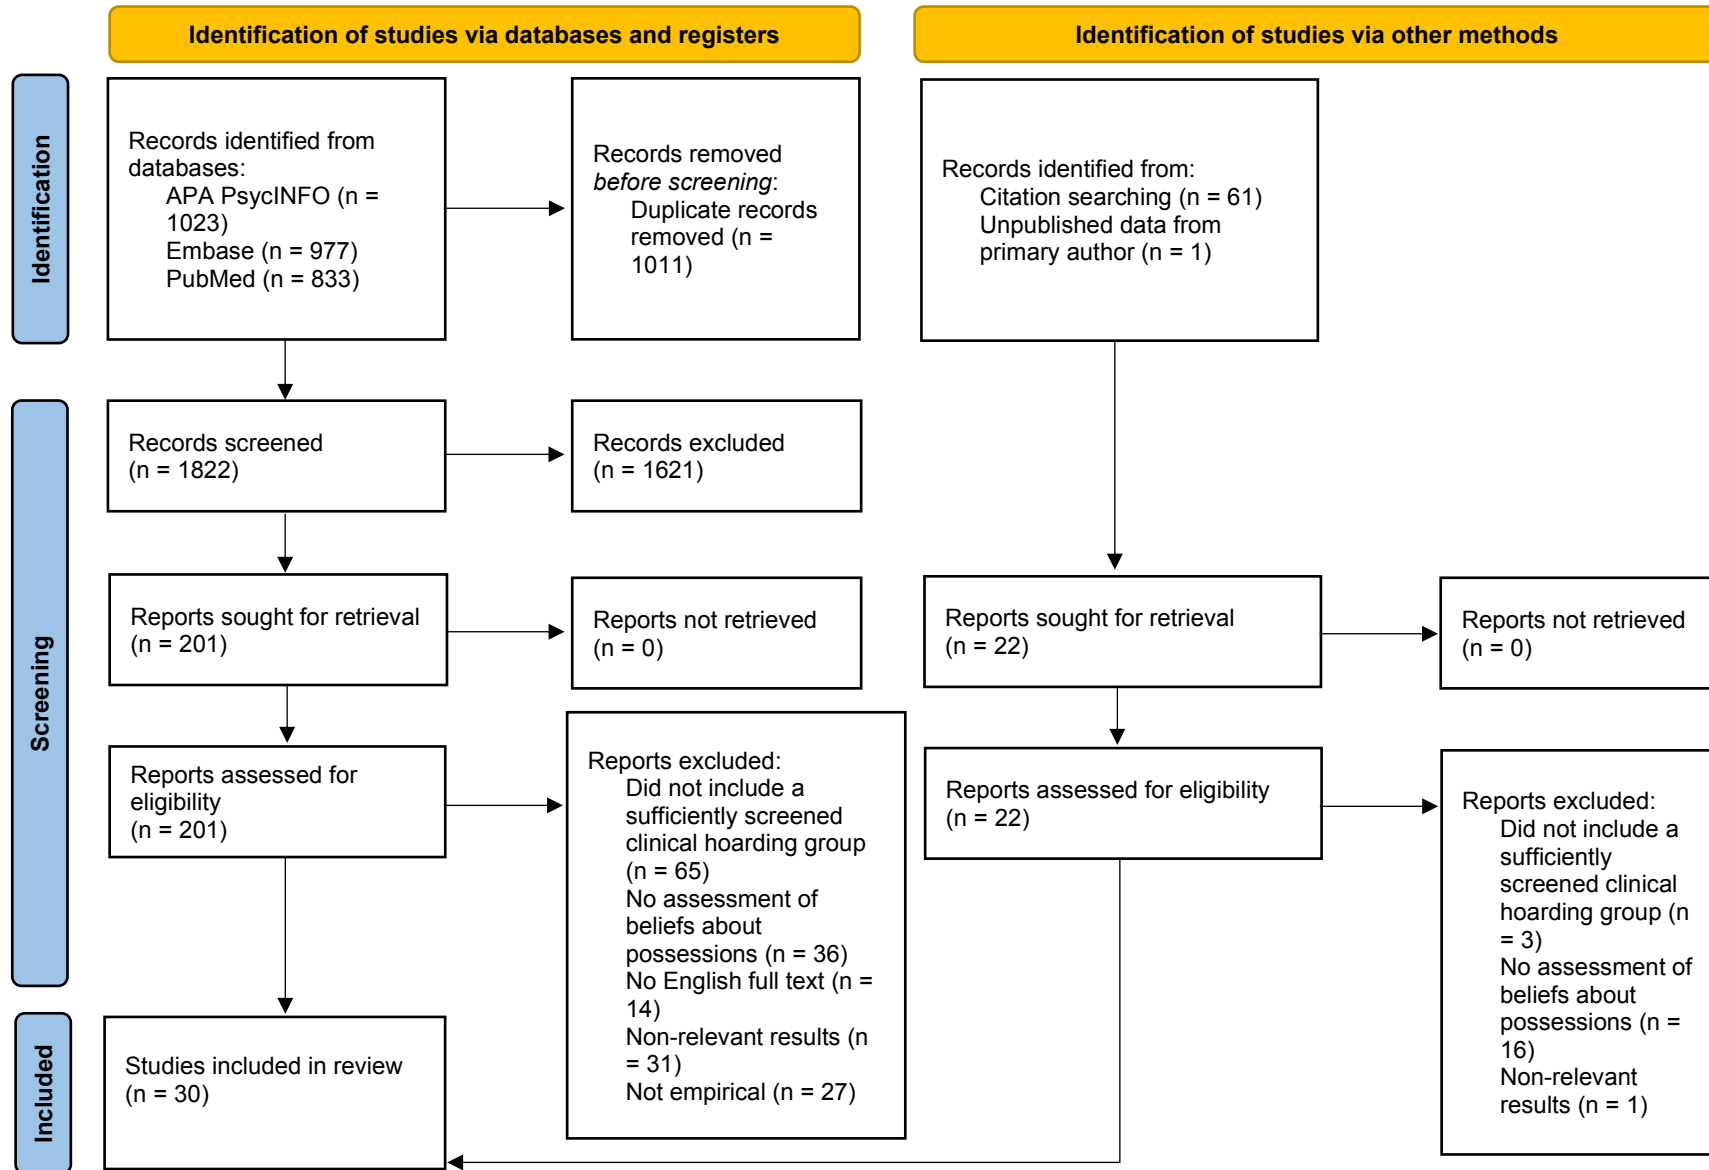 Identification of studies via databases and registers
Identification of studies via other methods
Identification
Records identified from
databases:
APA PsycINFO (n =
1023)
Embase (n = 977)
PubMed (n = 833)
Records removed
before screening:
Duplicate records
removed (n =
1011)
Records identified from:
Citation searching (n = 61)
Unpublished data from
primary author (n = 1)
Screening
Records screened
(n = 1822)
Records excluded
(n = 1621)
Reports sought for retrieval
(n = 201)
Reports not retrieved
(n = 0)
Reports sought for retrieval
(n = 22)
Reports not retrieved
(n = 0)
Reports assessed for
eligibility
(n = 201)
Reports excluded:
Did not include a
sufficiently screened
clinical hoarding group
(n = 65)
No assessment of
beliefs about
possessions (n = 36)
No English full text (n =
14)
Non-relevant results (n
= 31)
Not empirical (n = 27)
Reports assessed for eligibility
(n = 22)
Reports excluded:
Did not include a
sufficiently
screened clinical
hoarding group (n
= 3)
No assessment of
beliefs about
possessions (n =
16)
Non-relevant
results (n = 1)
Included
Studies included in review
(n = 30)